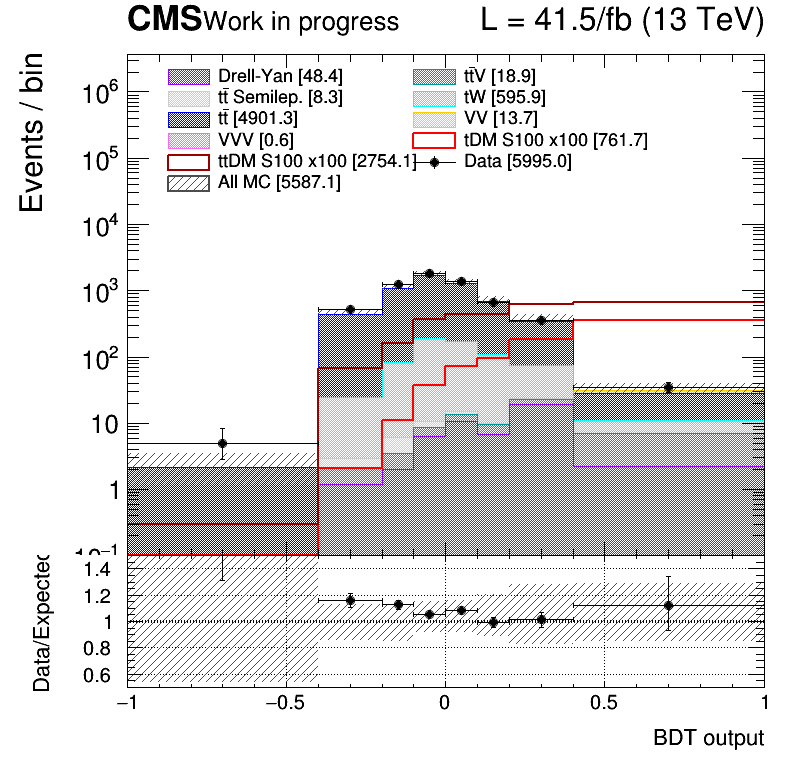 CMS Work in progress L = 41.5/fb (13 TeV)
Events / bin
Drell-Yan [48.4] tt̄V [18.9]
tt̄ Semilep. [8.3] tW [595.9]
tt̄ [4901.3] VV [13.7]
VVV [0.6] tDM S100 x100 [761.7]
ttDM S100 x100 [2754.1] Data [5995.0]
All MC [5587.1]
10⁶
10⁵
10⁴
10³
10²
10
1
10⁻¹
Data/Expected
1.4
1.2
1
0.8
0.6
−1 −0.5 0 0.5 1
BDT output